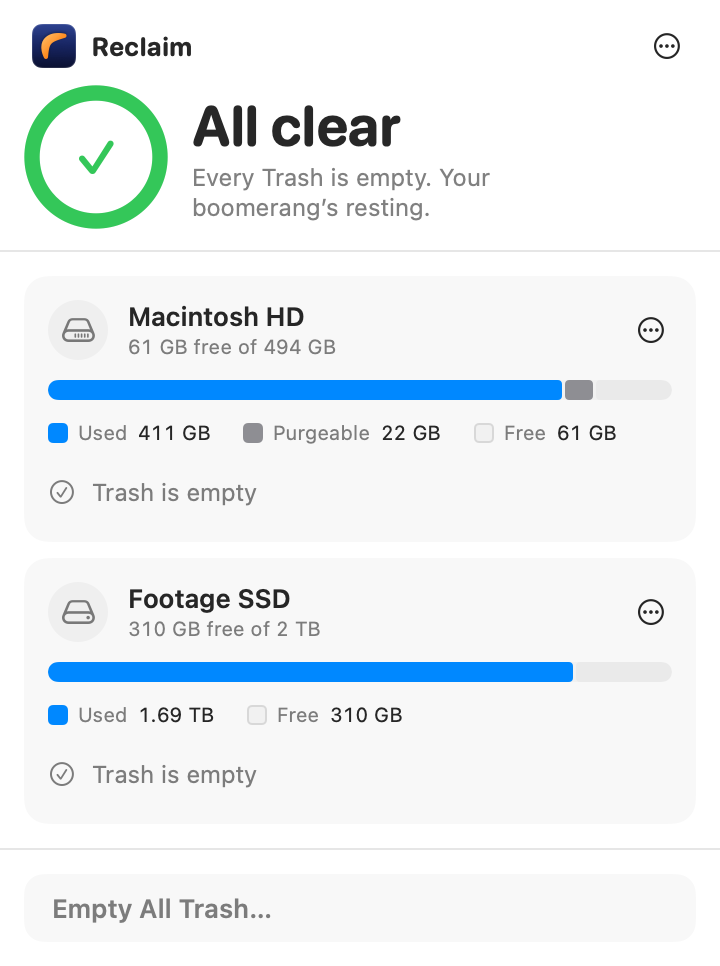 Reclaim
All clear
Every Trash is empty. Your
boomerang’s resting.
Macintosh HD
61 GB free of 494 GB
Used 411 GB Purgeable 22 GB Free 61 GB
Trash is empty
Footage SSD
310 GB free of 2 TB
Used 1.69 TB Free 310 GB
Trash is empty
Empty All Trash...